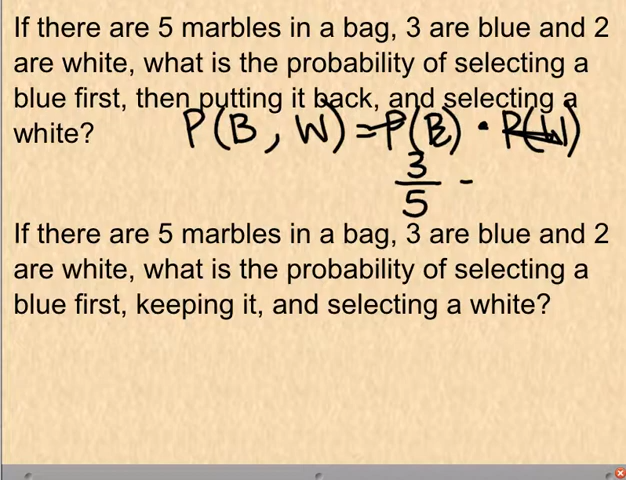 If there are 5 marbles in a bag, 3 are blue and 2
are white, what is the probability of selecting a
blue first, then putting it back, and selecting a
white? P(B, W) = P(B) · P(W)
3
5 -
If there are 5 marbles in a bag, 3 are blue and 2
are white, what is the probability of selecting a
blue first, keeping it, and selecting a white?